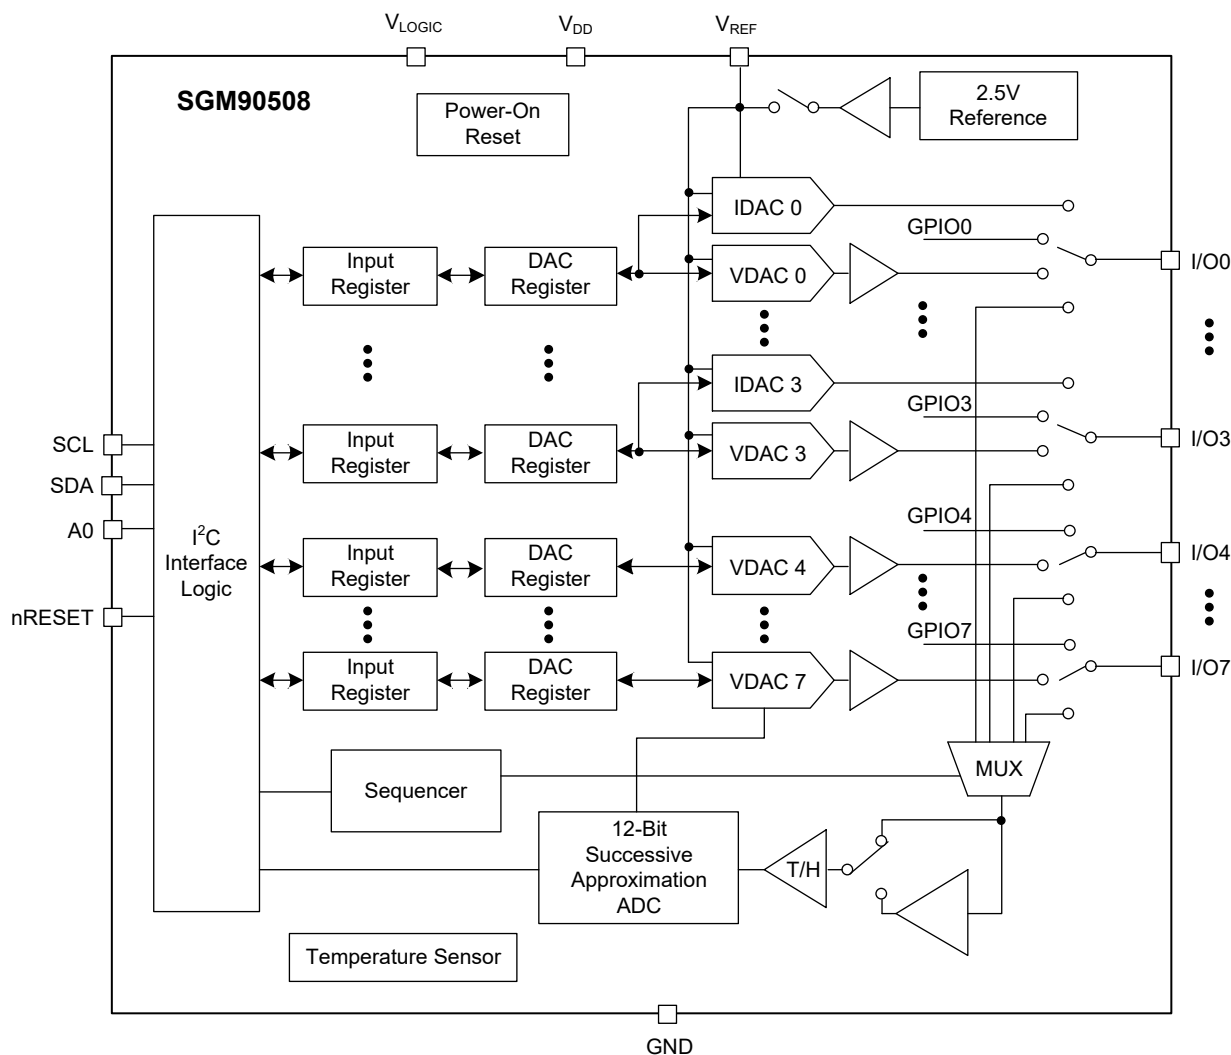 V_LOGIC
V_DD
V_REF
SGM90508
Power-On
Reset
2.5V
Reference
IDAC 0
GPIO0
Input
Register
DAC
Register
VDAC 0
I/O0
IDAC 3
GPIO3
Input
Register
DAC
Register
VDAC 3
I/O3
SCL
SDA
A0
nRESET
I²C
Interface
Logic
GPIO4
Input
Register
DAC
Register
VDAC 4
I/O4
GPIO7
Input
Register
DAC
Register
VDAC 7
I/O7
Sequencer
MUX
12-Bit
Successive
Approximation
ADC
T/H
Temperature Sensor
GND